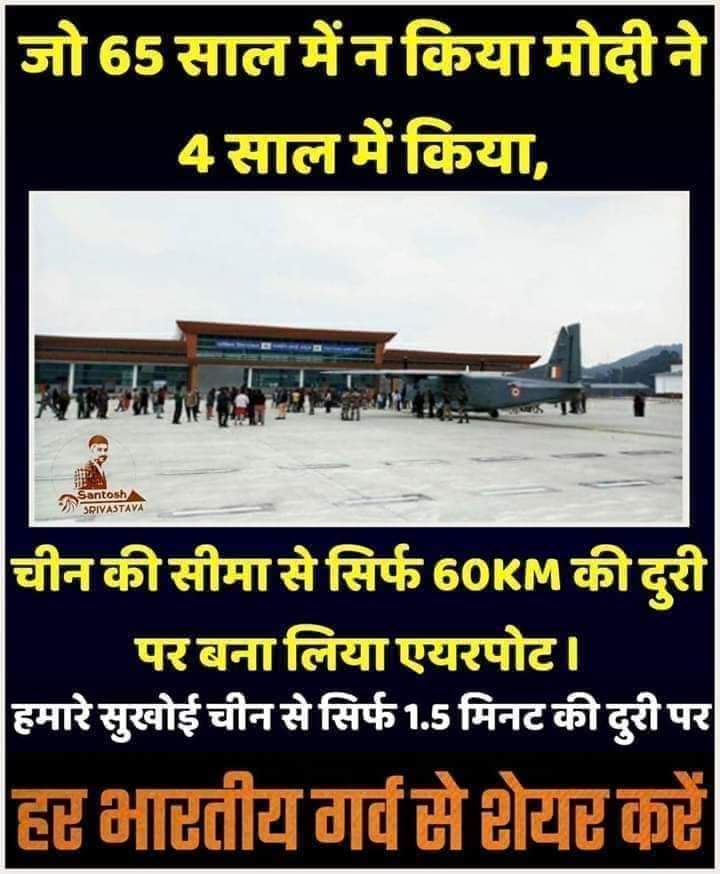 जो 65 साल में न किया मोदी ने
4 साल में किया,
Santosh
SRIVASTAVA
चीन की सीमा से सिर्फ 60KM की दुरी
पर बना लिया एयरपोट।
हमारे सुखोई चीन से सिर्फ 1.5 मिनट की दुरी पर
हर भारतीय गर्व से शेयर करें